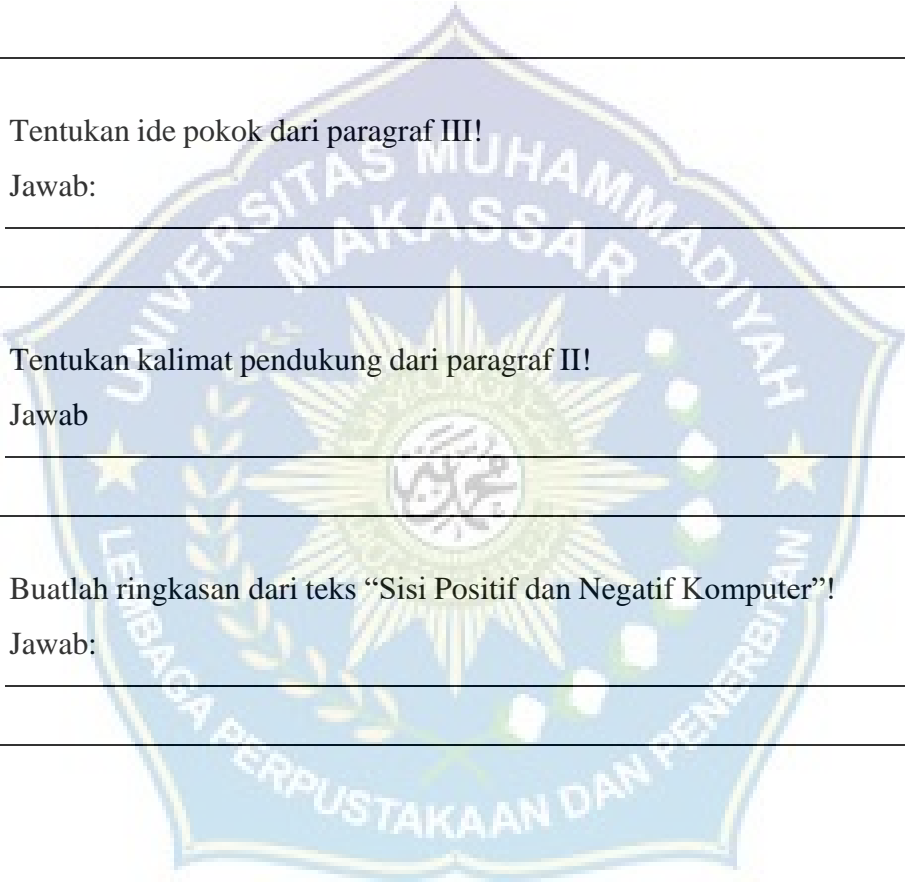 Tentukan ide pokok dari paragraf III!
Jawab:
Tentukan kalimat pendukung dari paragraf II!
Jawab
Buatlah ringkasan dari teks “Sisi Positif dan Negatif Komputer”!
Jawab:
UNIVERSITAS MUHAMMADIYAH
MAKASSAR
LEMBAGA PERPUSTAKAAN DAN PENERBITAN